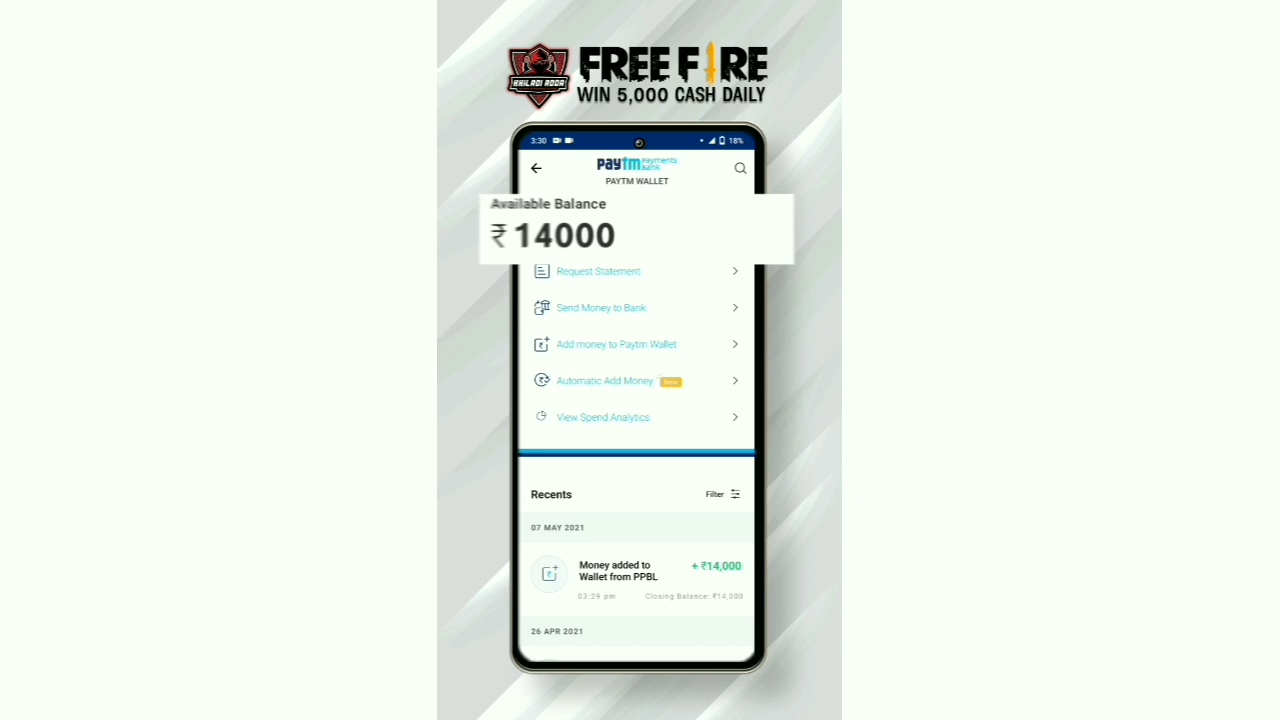 KHILADI ADDA
FREE FIRE
WIN 5,000 CASH DAILY
3:30
18%
paytm Payments Bank
PAYTM WALLET
Available Balance
₹14000
Request Statement
Send Money to Bank
Add money to Paytm Wallet
Automatic Add Money New
View Spend Analytics
Recents
Filter
07 MAY 2021
Money added to + ₹14,000
Wallet from PPBL
03:29 pm Closing Balance: ₹14,000
26 APR 2021